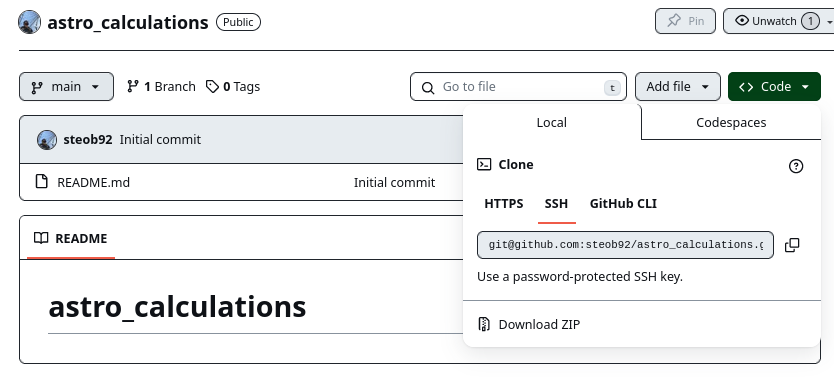 astro_calculations Public Pin Unwatch 1
main 1 Branch 0 Tags Go to file t Add file Code
Local Codespaces
steob92 Initial commit
Clone
README.md Initial commit
HTTPS SSH GitHub CLI
README
git@github.com:steob92/astro_calculations.g
Use a password-protected SSH key.
astro_calculations
Download ZIP